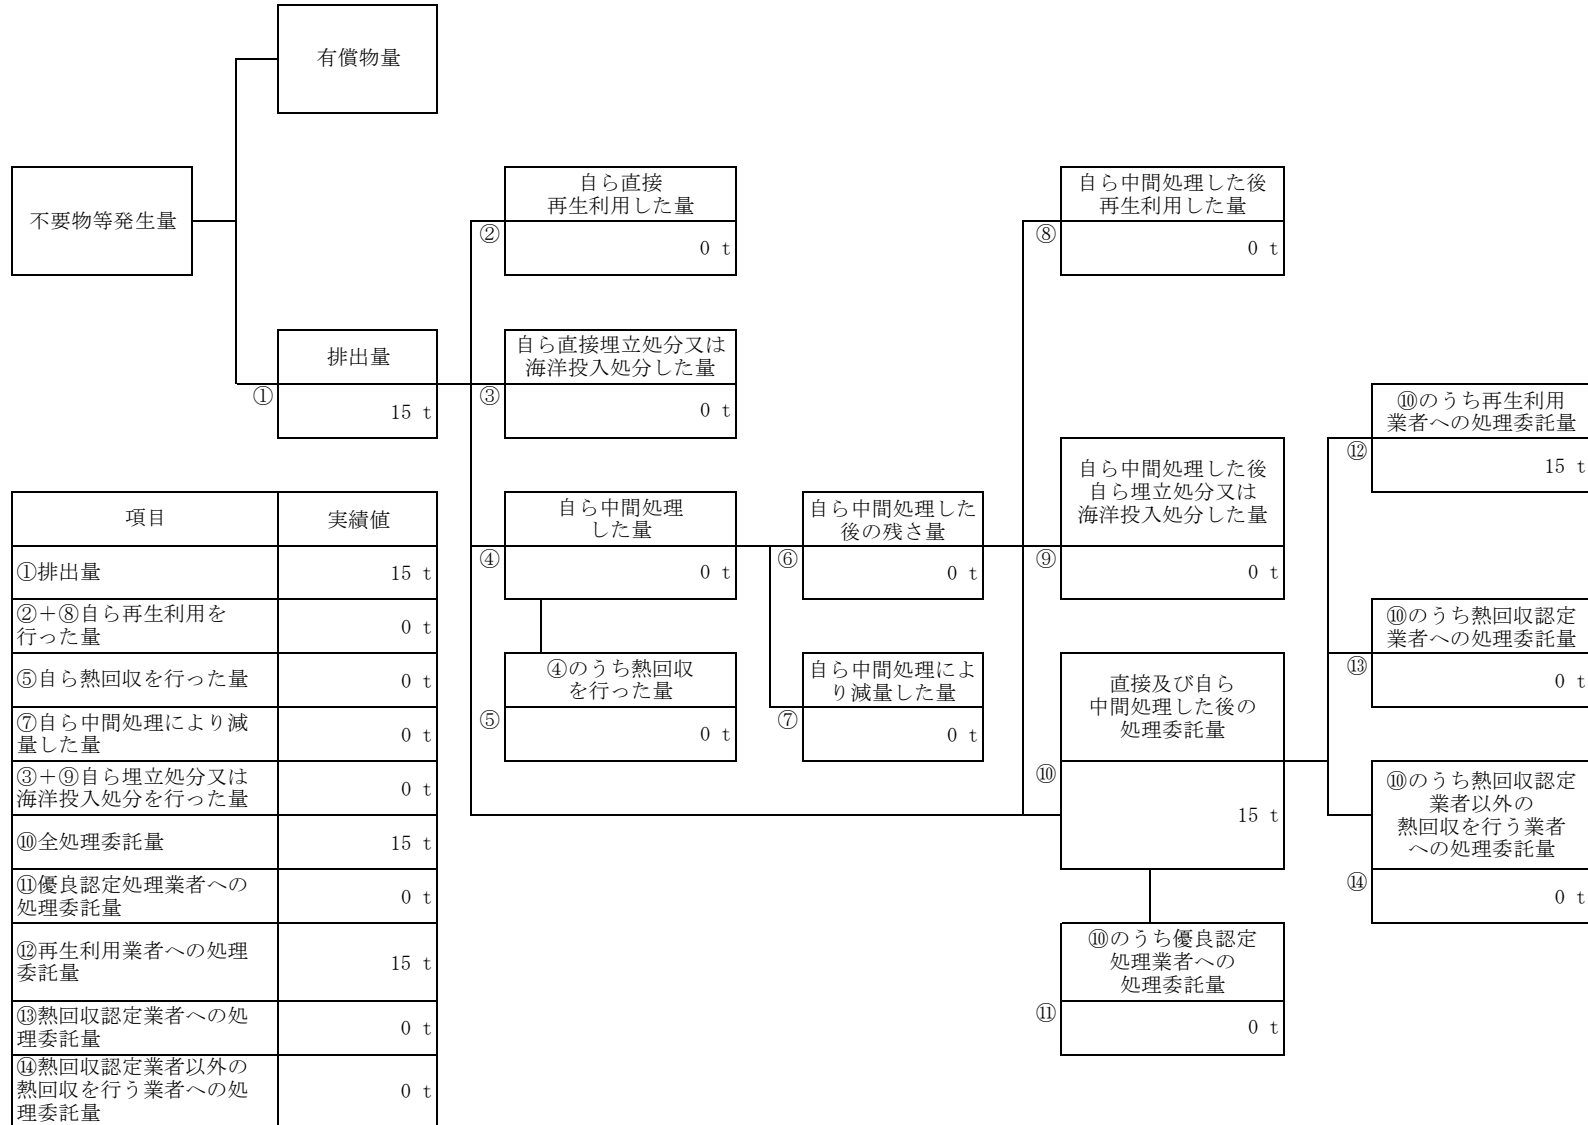 有償物量
不要物等発生量
排出量
①
15 t
自ら直接
再生利用した量
②
0 t
自ら直接埋立処分又は
海洋投入処分した量
③
0 t
自ら中間処理
した量
④
0 t
④のうち熱回収
を行った量
⑤
0 t
自ら中間処理した
後の残さ量
⑥
0 t
自ら中間処理によ
り減量した量
⑦
0 t
自ら中間処理した後
再生利用した量
⑧
0 t
自ら中間処理した後
自ら埋立処分又は
海洋投入処分した量
⑨
0 t
直接及び自ら
中間処理した後の
処理委託量
⑩
15 t
⑩のうち優良認定
処理業者への
処理委託量
⑪
0 t
⑩のうち再生利用
業者への処理委託量
⑫
15 t
⑩のうち熱回収認定
業者への処理委託量
⑬
0 t
⑩のうち熱回収認定
業者以外の
熱回収を行う業者
への処理委託量
⑭
0 t
項目 実績値
①排出量 15 t
②+⑧自ら再生利用を
行った量 0 t
⑤自ら熱回収を行った量 0 t
⑦自ら中間処理により減
量した量 0 t
③+⑨自ら埋立処分又は
海洋投入処分を行った量 0 t
⑩全処理委託量 15 t
⑪優良認定処理業者への
処理委託量 0 t
⑫再生利用業者への処理
委託量 15 t
⑬熱回収認定業者への処
理委託量 0 t
⑭熱回収認定業者以外の
熱回収を行う業者への処
理委託量 0 t